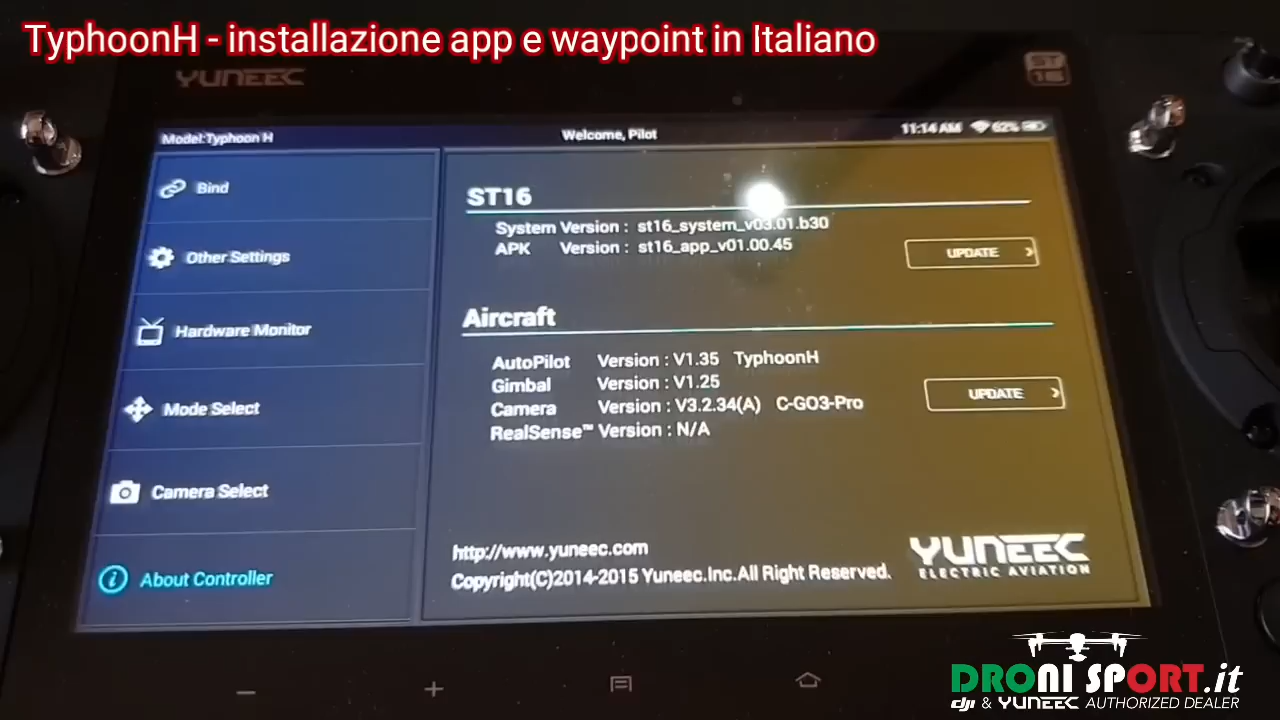 TyphoonH - installazione app e waypoint in Italiano
YUNEEC
ST
16
Model:Typhoon H
Welcome, Pilot
11:14 AM 62%
Bind
Other Settings
Hardware Monitor
Mode Select
Camera Select
About Controller
ST16
System Version : st16_system_v03.01.b30
APK Version : st16_app_v01.00.45
UPDATE
Aircraft
AutoPilot Version : V1.35 TyphoonH
Gimbal Version : V1.25
Camera Version : V3.2.34(A) C-GO3-Pro
RealSense™ Version : N/A
UPDATE
http://www.yuneec.com
Copyright(C)2014-2015 Yuneec.Inc.All Right Reserved.
YUNEEC
ELECTRIC AVIATION
DRONI SPORT.it
dji & YUNEEC AUTHORIZED DEALER